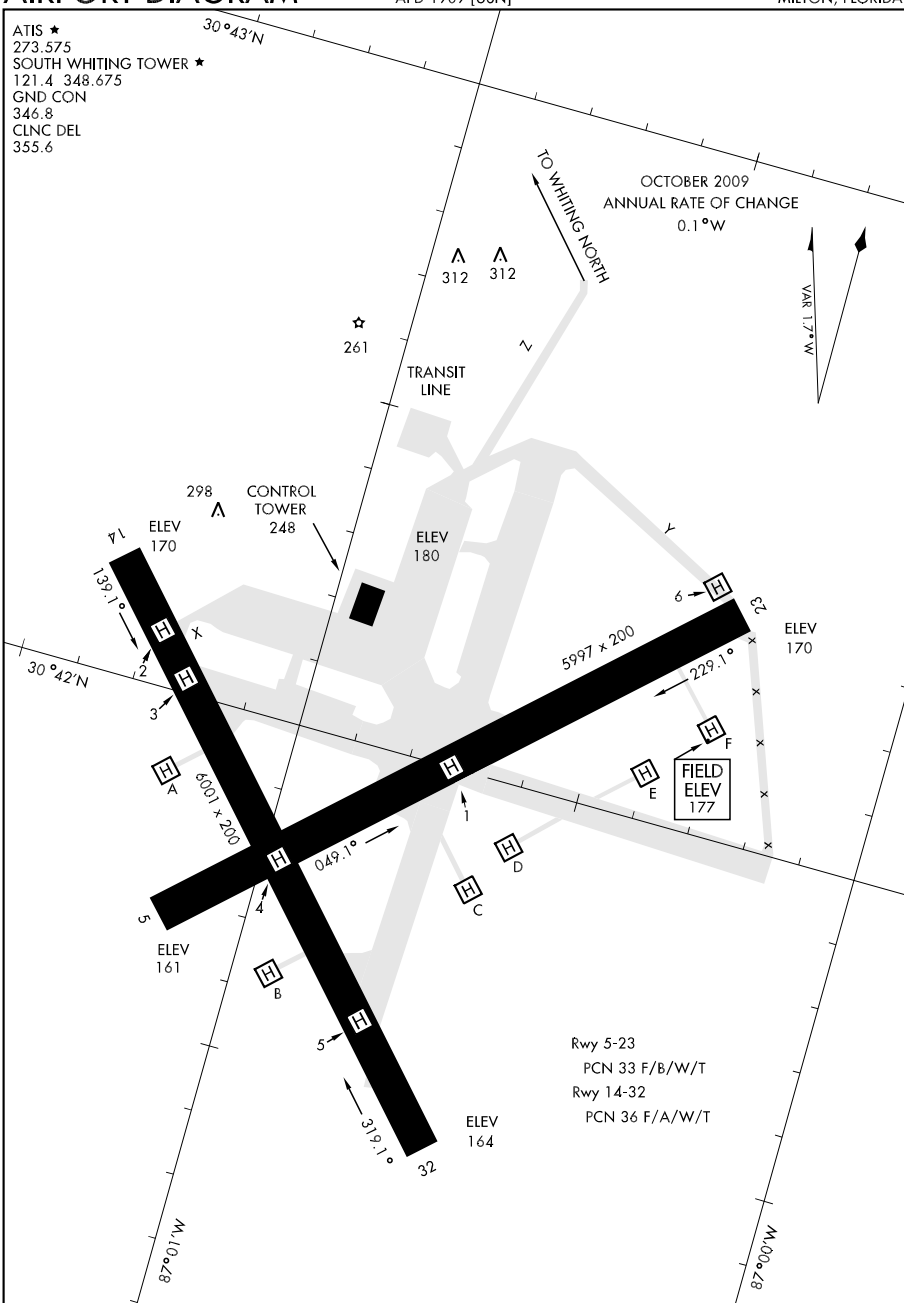 AIRPORT DIAGRAM
MILTON, FLORIDA
ATIS ★
273.575
SOUTH WHITING TOWER ★
121.4 348.675
GND CON
346.8
CLNC DEL
355.6
30°43'N
TO WHITING NORTH
OCTOBER 2009
ANNUAL RATE OF CHANGE
0.1°W
VAR 1.7°W
312
312
261
Z
TRANSIT
LINE
298
CONTROL
TOWER
248
14
ELEV
170
ELEV
180
Y
139.1°
H
X
2
H
3
6
H
23
ELEV
170
5997 x 200
229.1°
x
x
x
x
x
30°42'N
H
A
6001 x 200
H
1
H
F
H
E
FIELD
ELEV
177
H
4
049.1°
H
D
H
C
5
ELEV
161
H
B
H
5
319.1°
ELEV
164
32
Rwy 5-23
PCN 33 F/B/W/T
Rwy 14-32
PCN 36 F/A/W/T
87°01'W
87°00'W